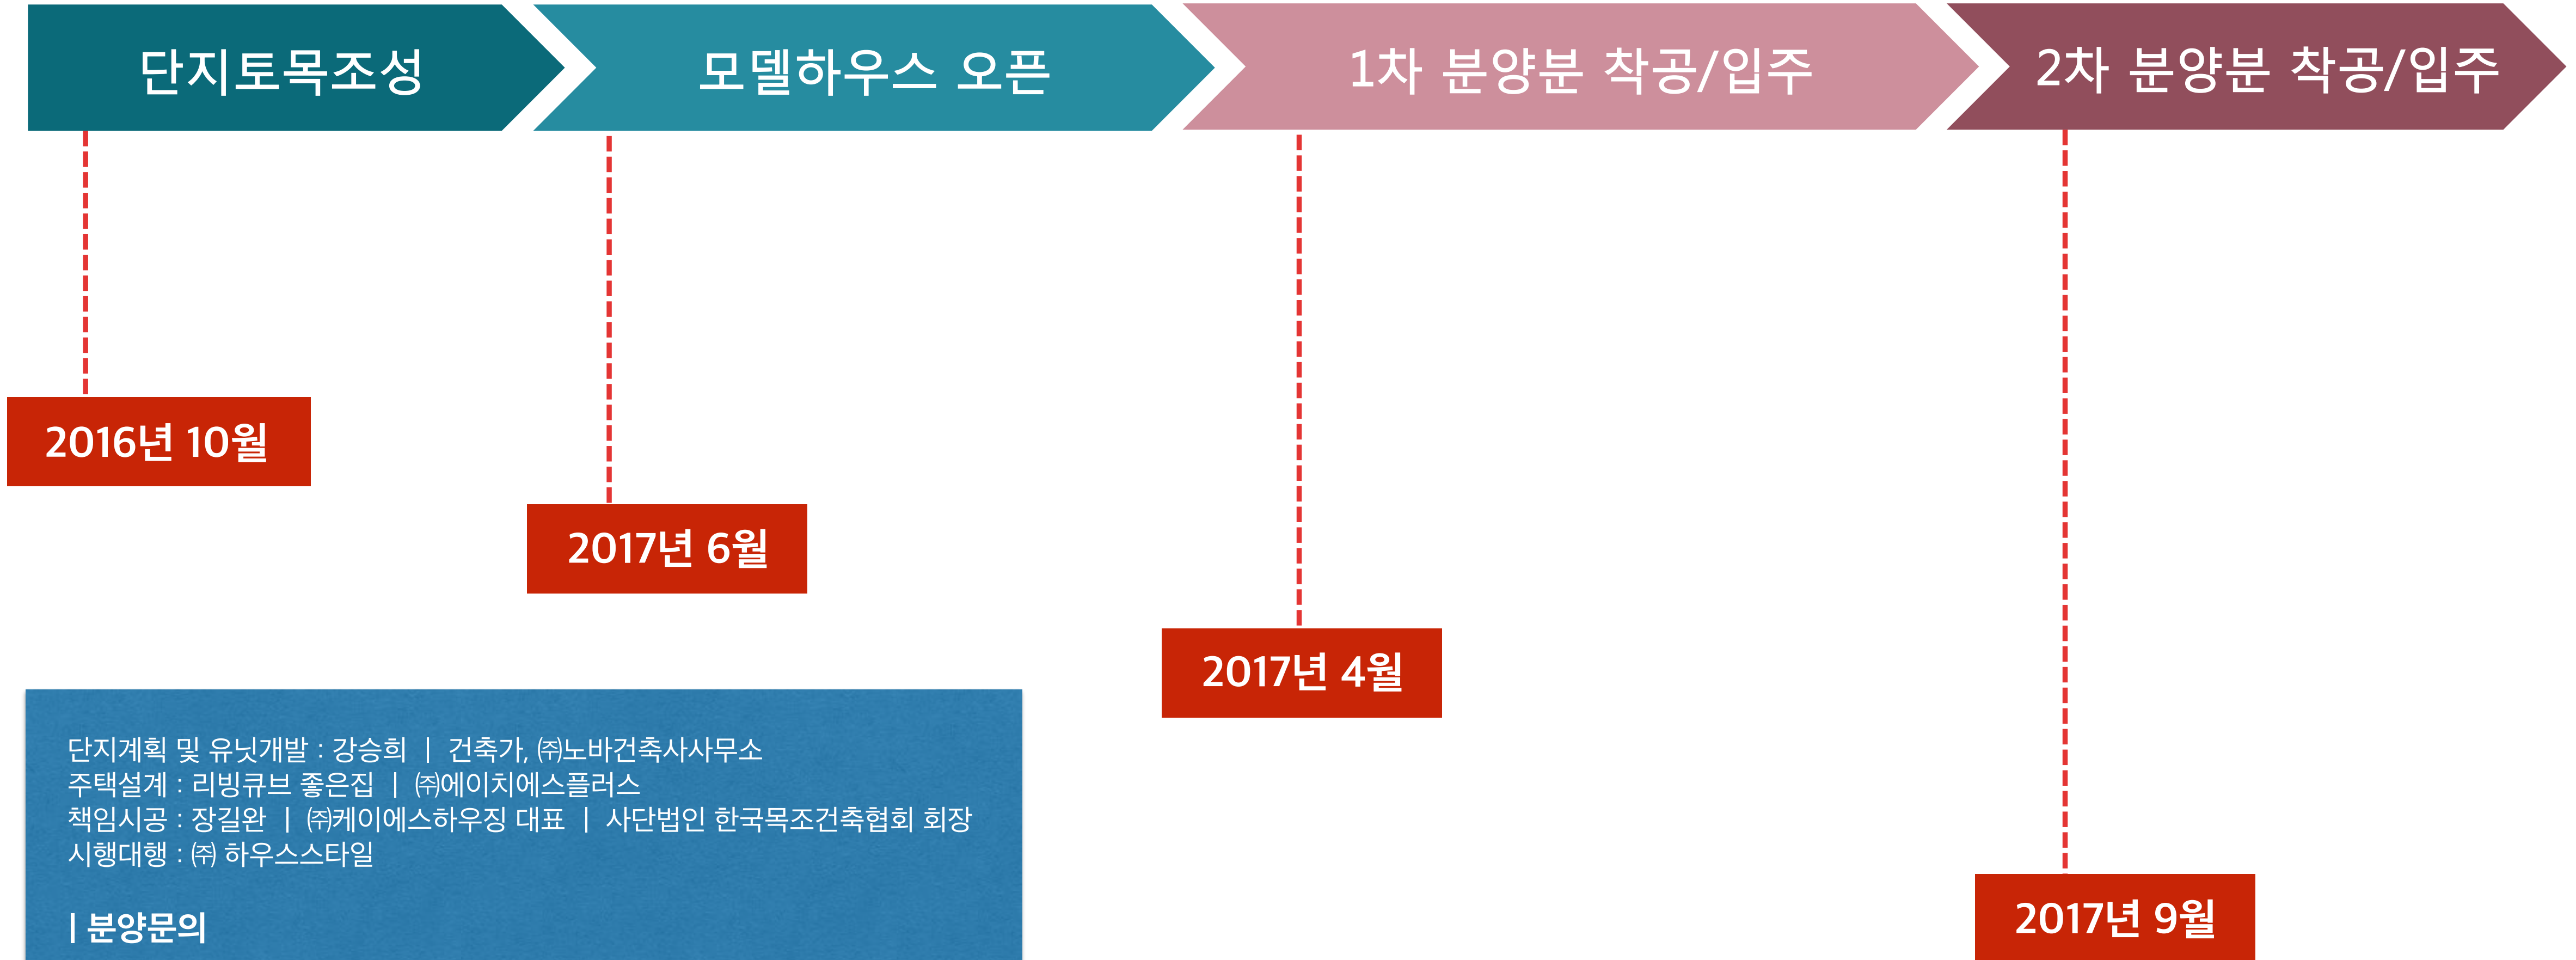 단지토목조성
모델하우스 오픈
1차 분양분 착공/입주
2차 분양분 착공/입주
2016년 10월
2017년 6월
2017년 4월
2017년 9월
단지계획 및 유닛개발 : 강승희 | 건축가, ㈜노바건축사사무소
주택설계 : 리빙큐브 좋은집 | ㈜에이치에스플러스
책임시공 : 장길완 | ㈜케이에스하우징 대표 | 사단법인 한국목조건축협회 회장
시행대행 : ㈜ 하우스스타일
| 분양문의